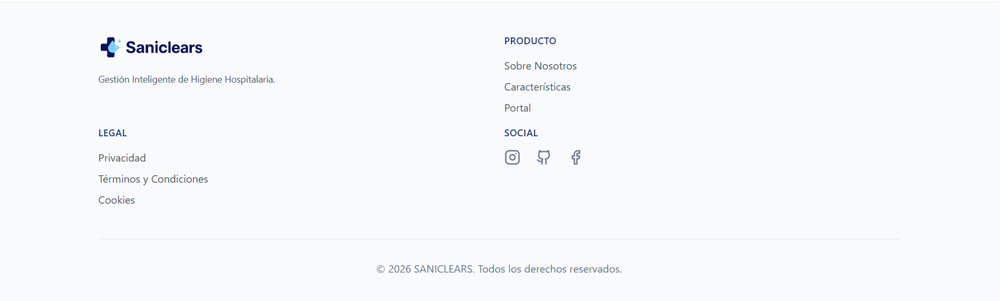 Saniclears
Gestión Inteligente de Higiene Hospitalaria.
PRODUCTO
Sobre Nosotros
Características
Portal
LEGAL
Privacidad
Términos y Condiciones
Cookies
SOCIAL
© 2026 SANICLEARS. Todos los derechos reservados.